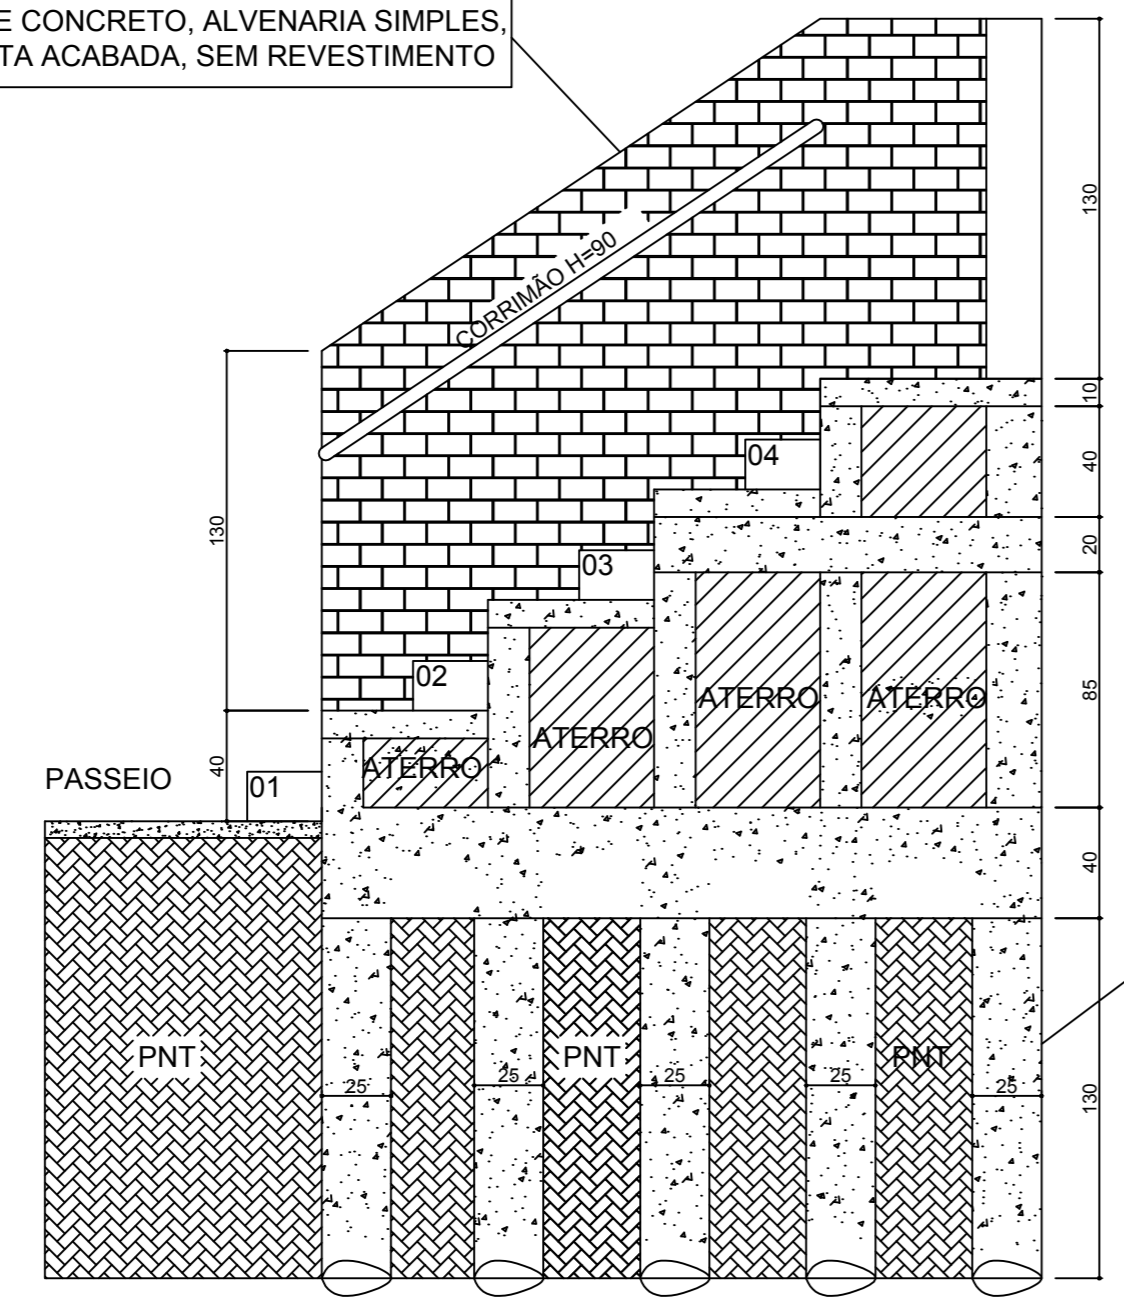 E CONCRETO, ALVENARIA SIMPLES,
TA ACABADA, SEM REVESTIMENTO
130
CORRIMÃO H=90
10
04
40
130
20
03
02
85
ATERRO
ATERRO
ATERRO
ATERRO
PASSEIO
40
01
40
PNT
PNT
PNT
25
25
25
25
25
130